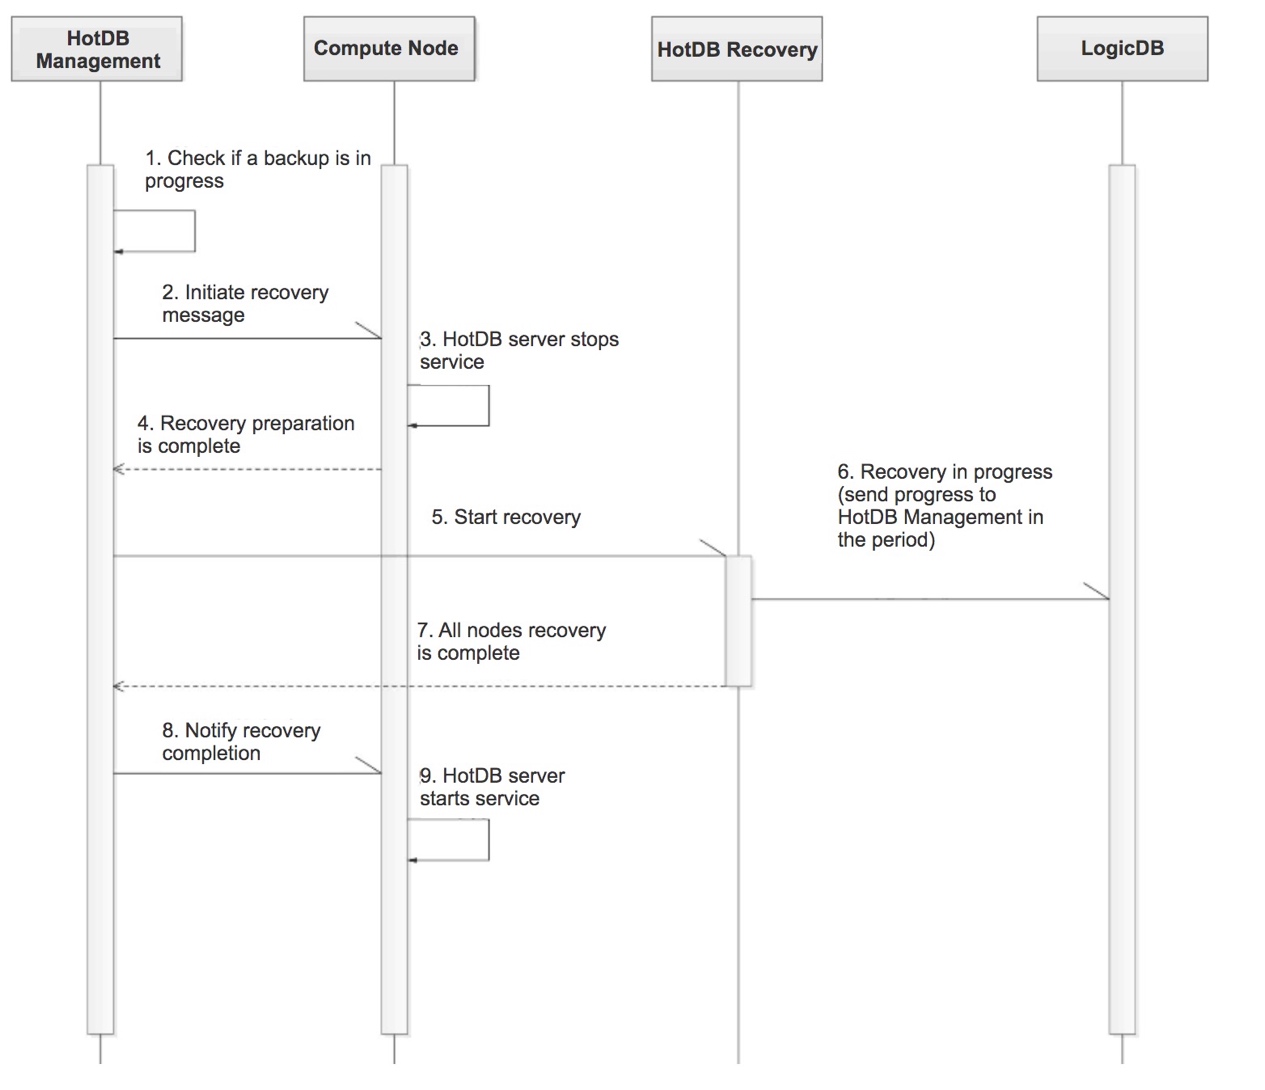 HotDB
Management
Compute Node
HotDB Recovery
LogicDB
1. Check if a backup is in
progress
2. Initiate recovery
message
3. HotDB server stops
service
4. Recovery preparation
is complete
5. Start recovery
6. Recovery in progress
(send progress to
HotDB Management in
the period)
7. All nodes recovery
is complete
8. Notify recovery
completion
9. HotDB server
starts service